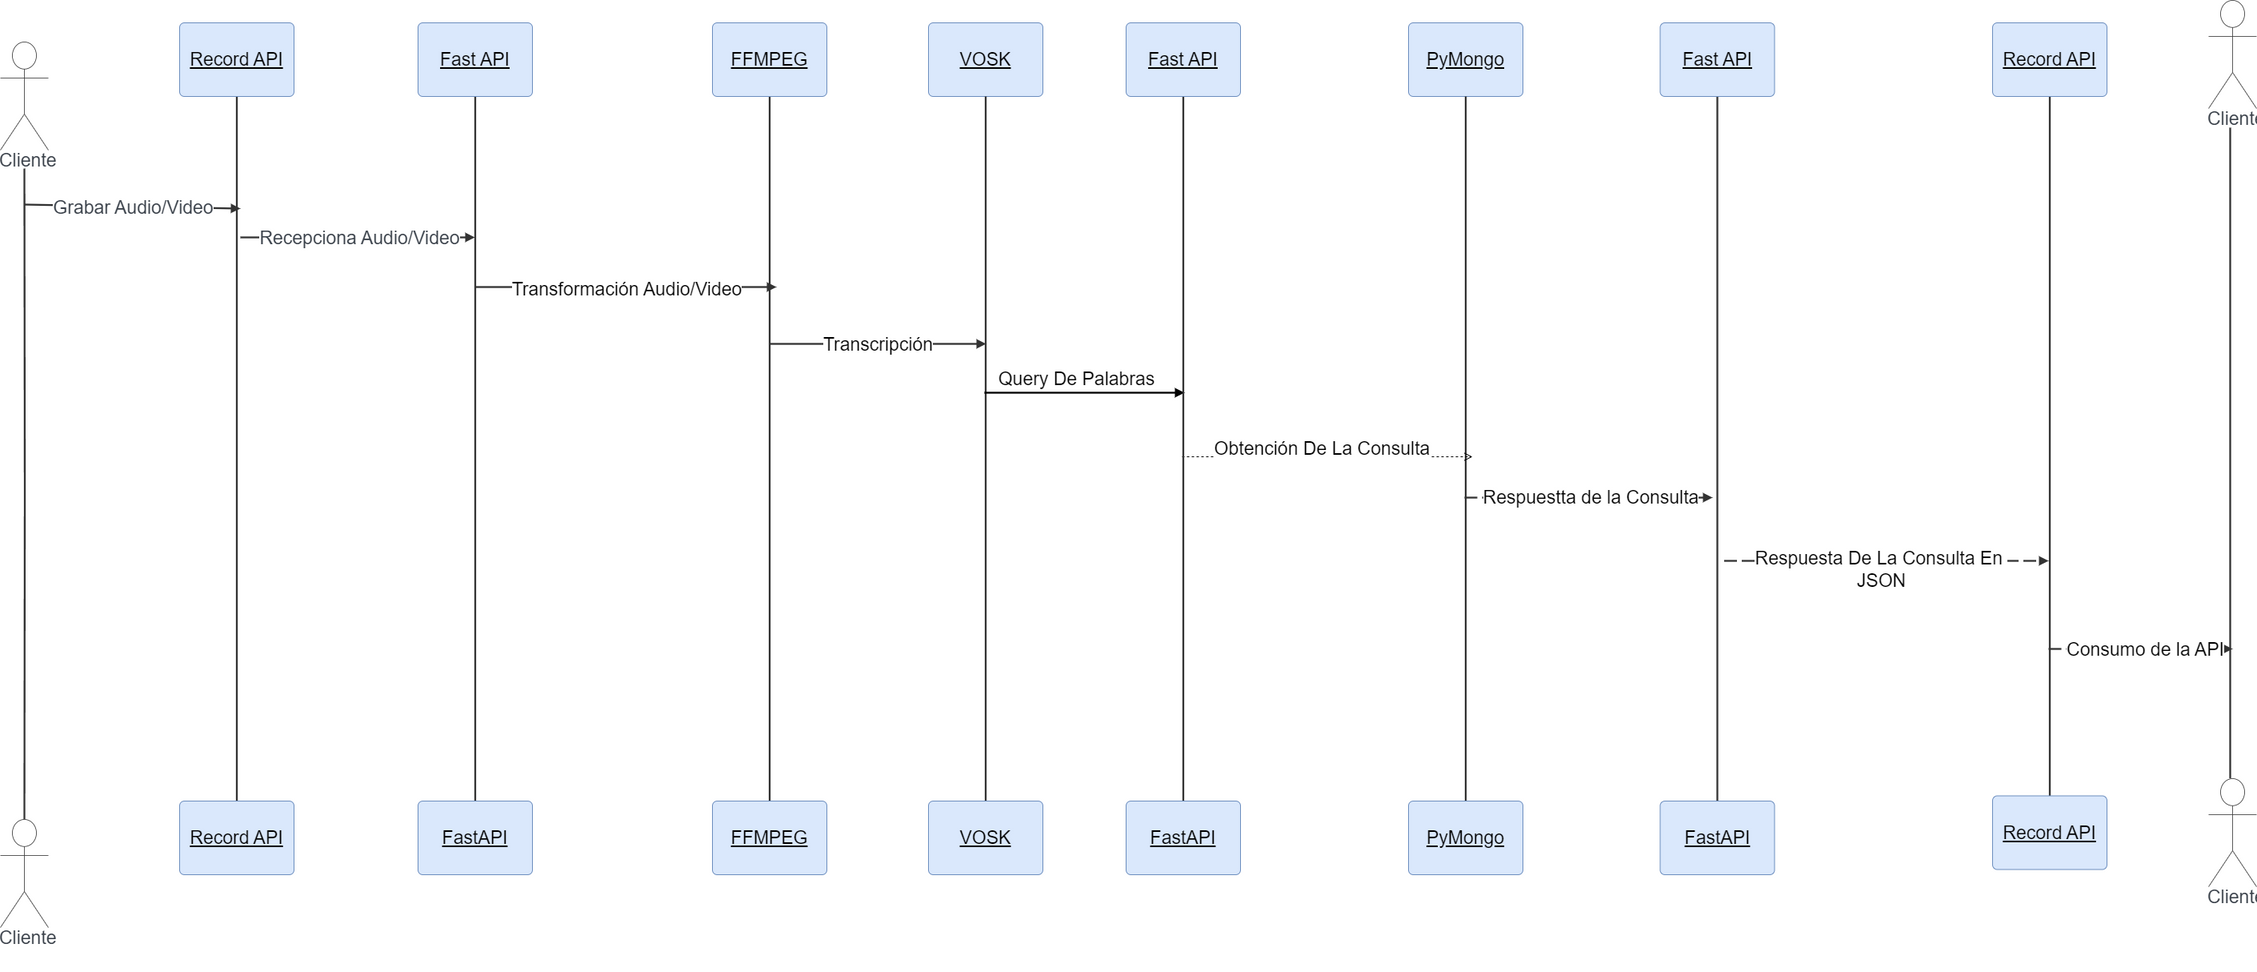 Record API
Fast API
FFMPEG
VOSK
Fast API
PyMongo
Fast API
Record API
Cliente
Cliente
Grabar Audio/Video
Recepciona Audio/Video
Transformación Audio/Video
Transcripción
Query De Palabras
Obtención De La Consulta
Respuestta de la Consulta
Respuesta De La Consulta En
JSON
Consumo de la API
Record API
FastAPI
FFMPEG
VOSK
FastAPI
PyMongo
FastAPI
Record API
Cliente
Cliente